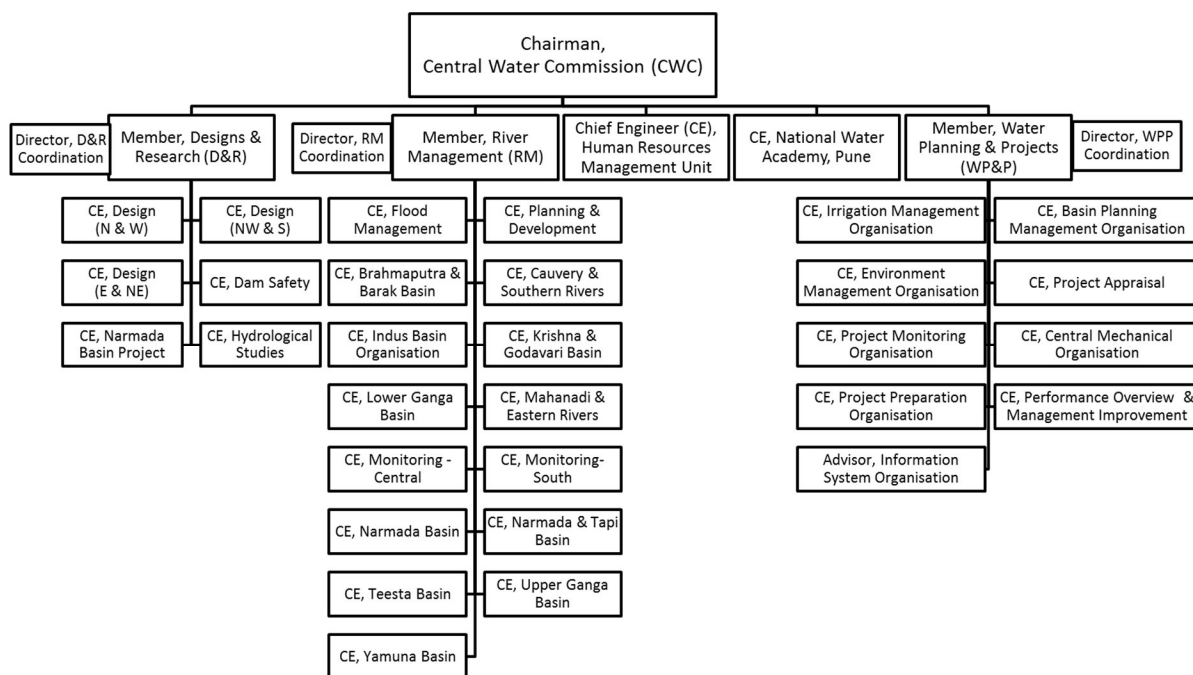 Chairman,
Central Water Commission (CWC)
Director, D&R
Coordination
Member, Designs &
Research (D&R)
Director, RM
Coordination
Member, River
Management (RM)
Chief Engineer (CE),
Human Resources
Management Unit
CE, National Water
Academy, Pune
Member, Water
Planning & Projects
(WP&P)
Director, WPP
Coordination
CE, Design
(N & W)
CE, Design
(NW & S)
CE, Design
(E & NE)
CE, Dam Safety
CE, Narmada
Basin Project
CE, Hydrological
Studies
CE, Flood
Management
CE, Planning &
Development
CE, Brahmaputra &
Barak Basin
CE, Cauvery &
Southern Rivers
CE, Indus Basin
Organisation
CE, Krishna &
Godavari Basin
CE, Lower Ganga
Basin
CE, Mahanadi &
Eastern Rivers
CE, Monitoring -
Central
CE, Monitoring-
South
CE, Narmada Basin
CE, Narmada & Tapi
Basin
CE, Teesta Basin
CE, Upper Ganga
Basin
CE, Yamuna Basin
CE, Irrigation Management
Organisation
CE, Basin Planning
Management Organisation
CE, Environment
Management Organisation
CE, Project Appraisal
CE, Project Monitoring
Organisation
CE, Central Mechanical
Organisation
CE, Project Preparation
Organisation
CE, Performance Overview &
Management Improvement
Advisor, Information
System Organisation